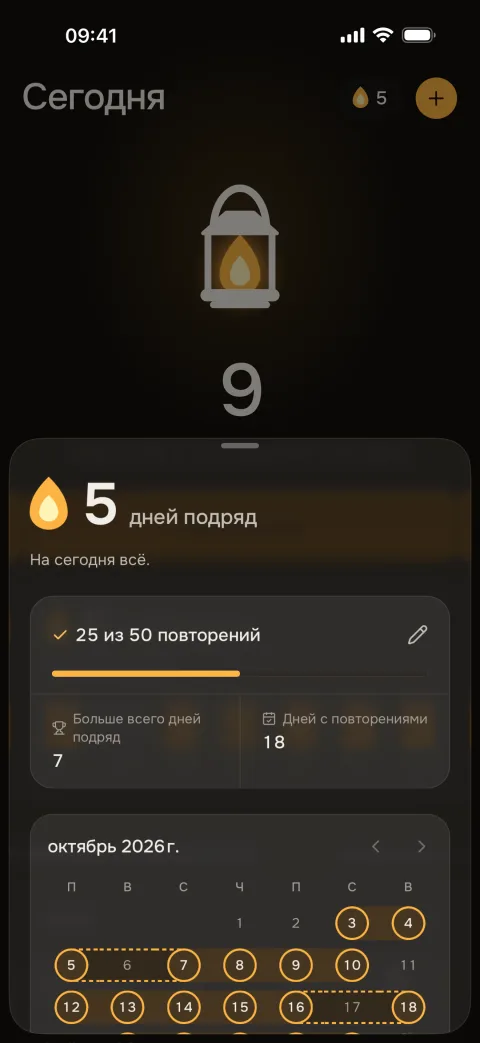 09:41
Сегодня
5
9
5 дней подряд
На сегодня всё.
25 из 50 повторений
Больше всего дней
подряд
7
Дней с повторениями
18
октябрь 2026 г.
П В С Ч П С В
1 2 3 4
5 6 7 8 9 10 11
12 13 14 15 16 17 18